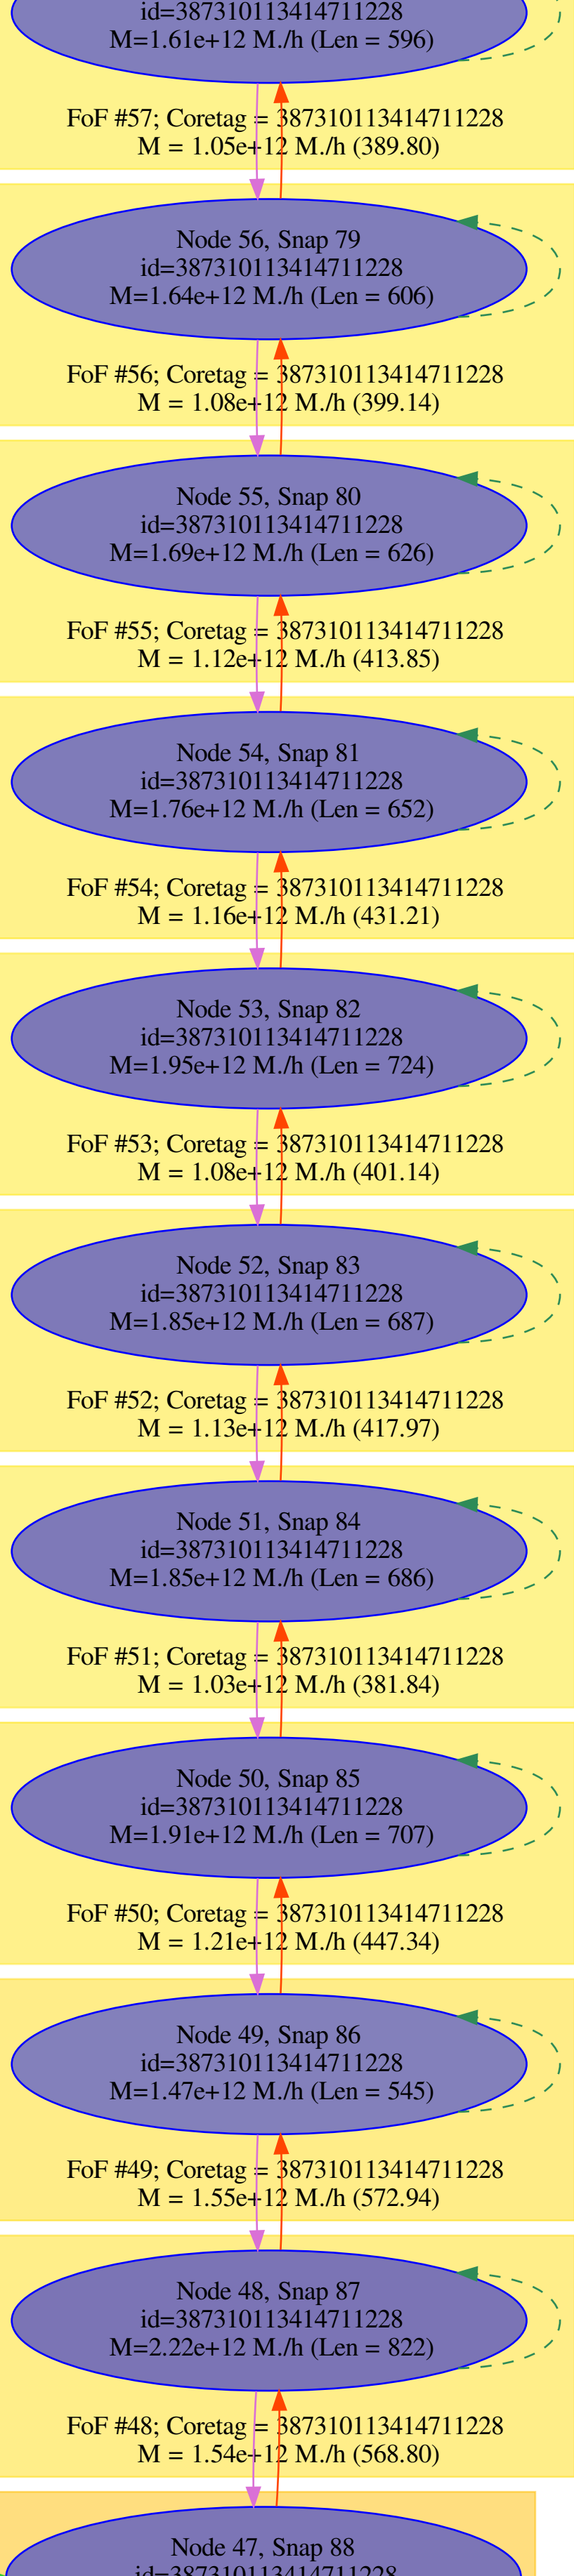 id=387310113414711228
M=1.61e+12 M./h (Len = 596)
FoF #57; Coretag = 387310113414711228
M = 1.05e+12 M./h (389.80)
Node 56, Snap 79
id=387310113414711228
M=1.64e+12 M./h (Len = 606)
FoF #56; Coretag = 387310113414711228
M = 1.08e+12 M./h (399.14)
Node 55, Snap 80
id=387310113414711228
M=1.69e+12 M./h (Len = 626)
FoF #55; Coretag = 387310113414711228
M = 1.12e+12 M./h (413.85)
Node 54, Snap 81
id=387310113414711228
M=1.76e+12 M./h (Len = 652)
FoF #54; Coretag = 387310113414711228
M = 1.16e+12 M./h (431.21)
Node 53, Snap 82
id=387310113414711228
M=1.95e+12 M./h (Len = 724)
FoF #53; Coretag = 387310113414711228
M = 1.08e+12 M./h (401.14)
Node 52, Snap 83
id=387310113414711228
M=1.85e+12 M./h (Len = 687)
FoF #52; Coretag = 387310113414711228
M = 1.13e+12 M./h (417.97)
Node 51, Snap 84
id=387310113414711228
M=1.85e+12 M./h (Len = 686)
FoF #51; Coretag = 387310113414711228
M = 1.03e+12 M./h (381.84)
Node 50, Snap 85
id=387310113414711228
M=1.91e+12 M./h (Len = 707)
FoF #50; Coretag = 387310113414711228
M = 1.21e+12 M./h (447.34)
Node 49, Snap 86
id=387310113414711228
M=1.47e+12 M./h (Len = 545)
FoF #49; Coretag = 387310113414711228
M = 1.55e+12 M./h (572.94)
Node 48, Snap 87
id=387310113414711228
M=2.22e+12 M./h (Len = 822)
FoF #48; Coretag = 387310113414711228
M = 1.54e+12 M./h (568.80)
Node 47, Snap 88
id=387310113414711228